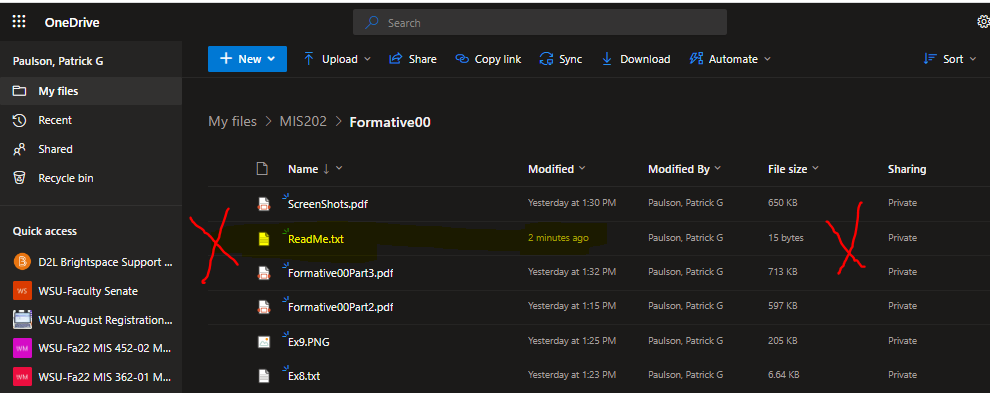 OneDrive
Search
Paulson, Patrick G
New
Upload
Share
Copy link
Sync
Download
Automate
Sort
My files
Recent
Shared
Recycle bin
Quick access
D2L Brightspace Support ...
WS WSU-Faculty Senate
WSU-August Registration...
WM WSU-Fa22 MIS 452-02 M...
WM WSU-Fa22 MIS 362-01 M...
My files > MIS202 > Formative00
Name Modified Modified By File size Sharing
ScreenShots.pdf Yesterday at 1:30 PM Paulson, Patrick G 650 KB Private
ReadMe.txt 2 minutes ago Paulson, Patrick G 15 bytes Private
Formative00Part3.pdf Yesterday at 1:32 PM Paulson, Patrick G 713 KB Private
Formative00Part2.pdf Yesterday at 1:15 PM Paulson, Patrick G 597 KB Private
Ex9.PNG Yesterday at 1:25 PM Paulson, Patrick G 205 KB Private
Ex8.txt Yesterday at 1:23 PM Paulson, Patrick G 6.64 KB Private